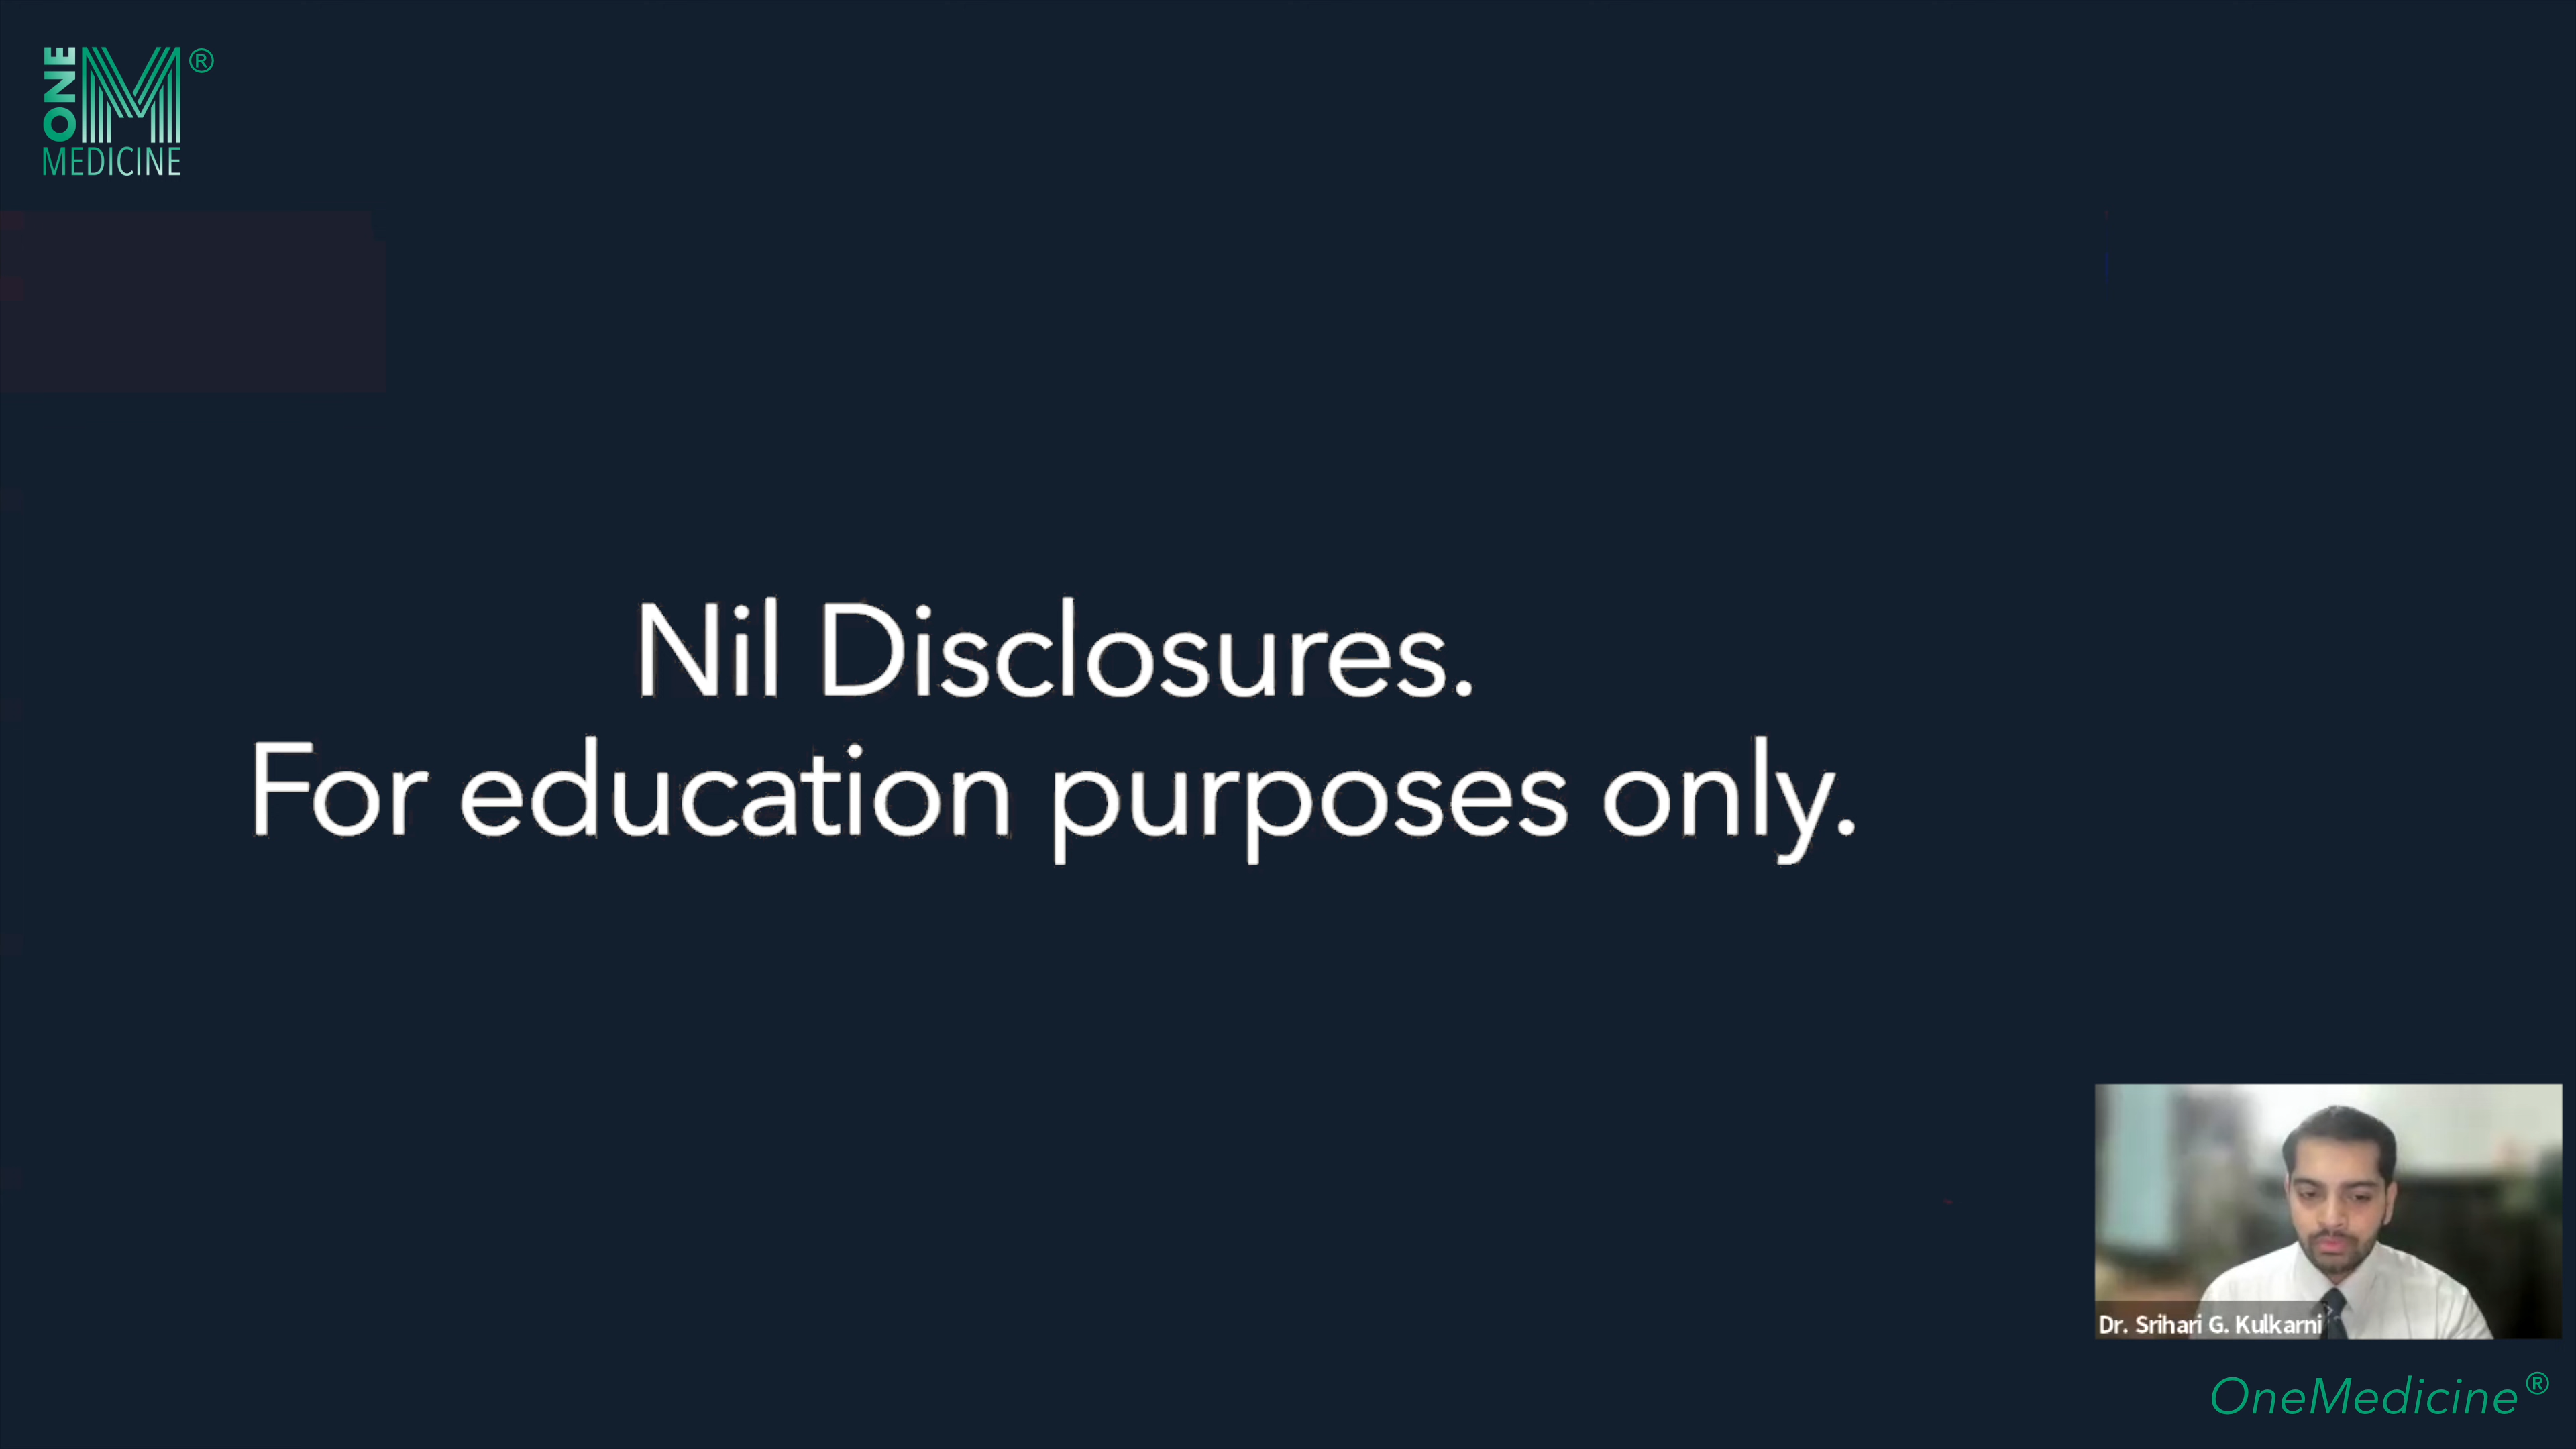 ONE
M®
MEDICINE
Nil Disclosures.
For education purposes only.
Dr. Srihari G. Kulkarni
OneMedicine®